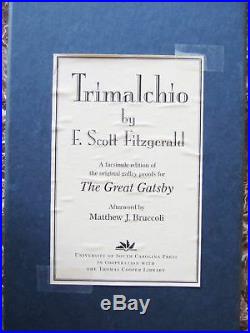 Trimalchio
by
F. Scott Fitzgerald
A facsimile edition of
the original galley proofs for
The Great Gatsby
Afterword by
Matthew J. Bruccoli
University of South Carolina Press
in cooperation with
the Thomas Cooper Library